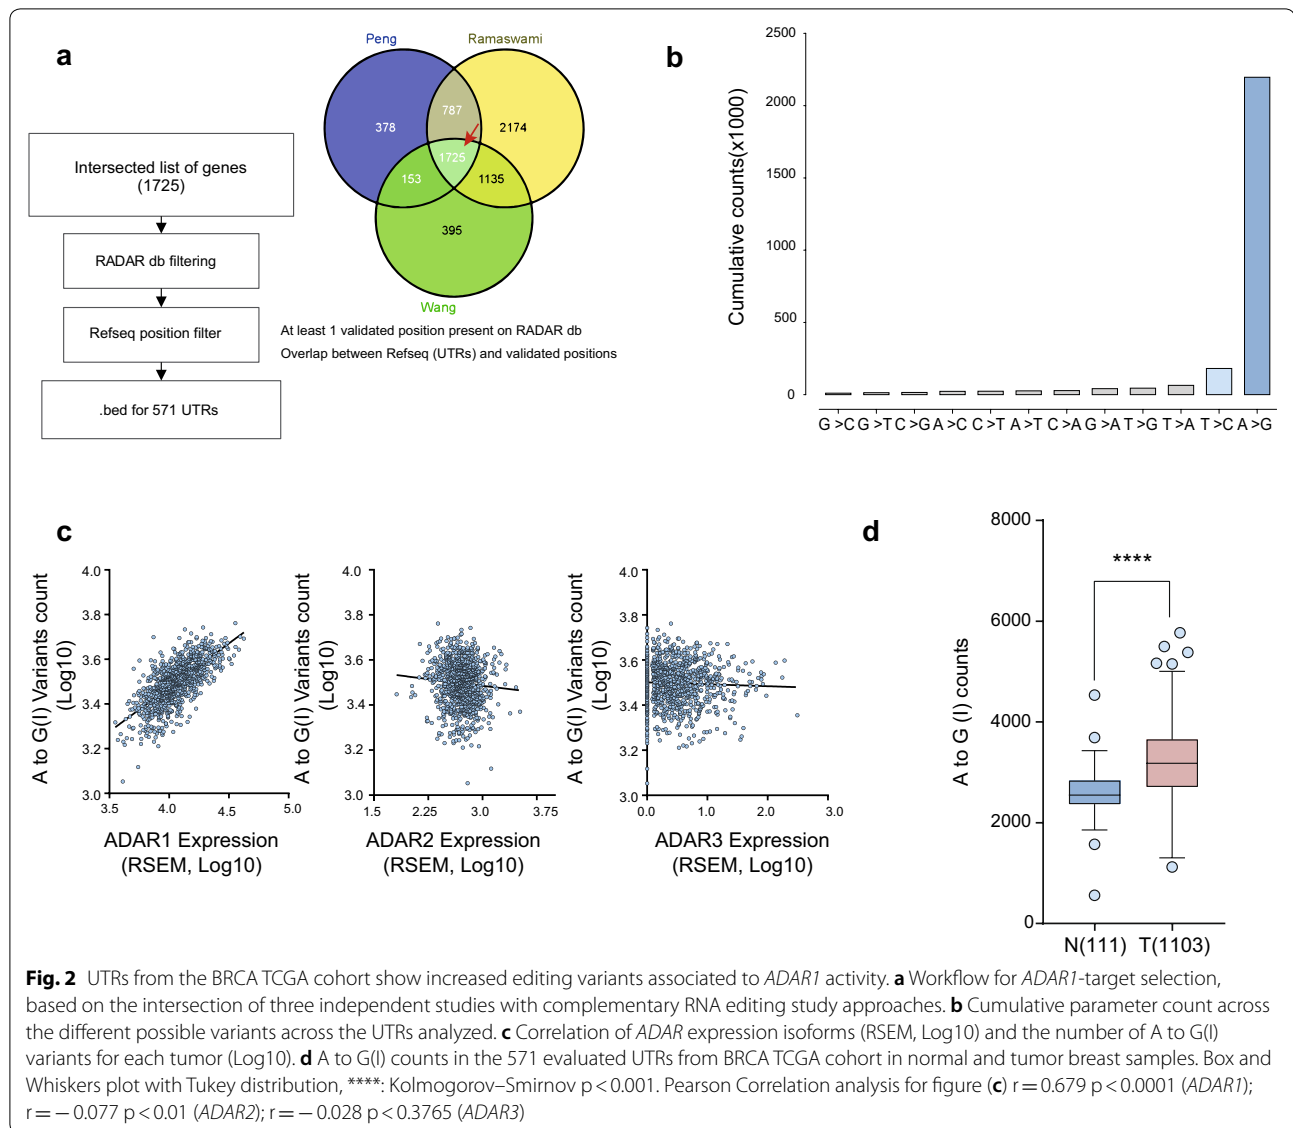 a
Peng
Ramaswami
378
787
2174
1725
153
1135
395
Wang
Intersected list of genes
(1725)
RADAR db filtering
Refseq position filter
.bed for 571 UTRs
At least 1 validated position present on RADAR db
Overlap between Refseq (UTRs) and validated positions
b
Cumulative counts(x1000)
2500
2000
1500
1000
500
0
G >C G >T C >G A >C C >T A >T C >A G >A T >G T >A T >C A >G
c
A to G(I) Variants count
(Log10)
4.0
3.8
3.6
3.4
3.2
3.0
3.5 4.0 4.5 5.0
ADAR1 Expression
(RSEM, Log10)
A to G(I) Variants count
(Log10)
4.0
3.8
3.6
3.4
3.2
3.0
1.5 2.25 3.0 3.75
ADAR2 Expression
(RSEM, Log10)
A to G(I) Variants count
(Log10)
4.0
3.8
3.6
3.4
3.2
3.0
0.0 1.0 2.0 3.0
ADAR3 Expression
(RSEM, Log10)
d
A to G (I) counts
8000
6000
4000
2000
0
****
N(111) T(1103)
Fig. 2 UTRs from the BRCA TCGA cohort show increased editing variants associated to ADAR1 activity. a Workflow for ADAR1-target selection,
based on the intersection of three independent studies with complementary RNA editing study approaches. b Cumulative parameter count across
the different possible variants across the UTRs analyzed. c Correlation of ADAR expression isoforms (RSEM, Log10) and the number of A to G(I)
variants for each tumor (Log10). d A to G(I) counts in the 571 evaluated UTRs from BRCA TCGA cohort in normal and tumor breast samples. Box and
Whiskers plot with Tukey distribution, ****: Kolmogorov–Smirnov p < 0.001. Pearson Correlation analysis for figure (c) r = 0.679 p < 0.0001 (ADAR1);
r = − 0.077 p < 0.01 (ADAR2); r = − 0.028 p < 0.3765 (ADAR3)